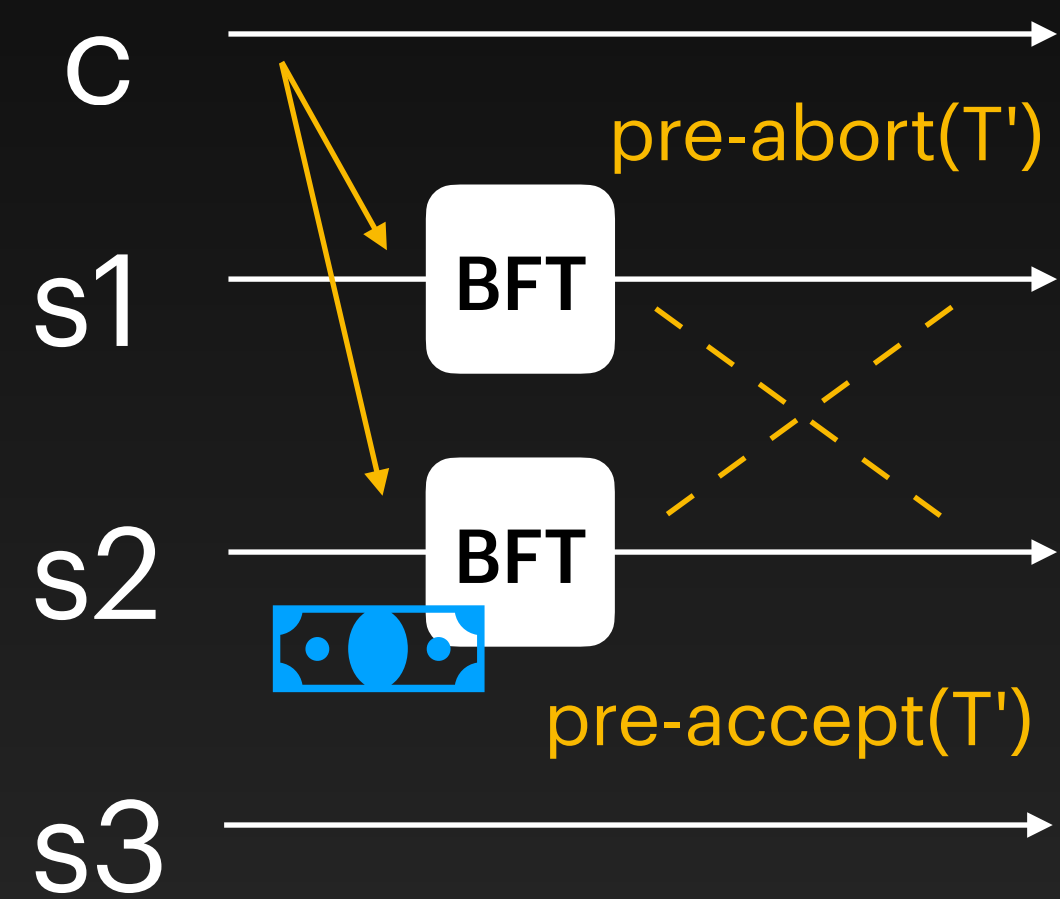 c
pre-abort(T')
s1
BFT
s2
BFT
pre-accept(T')
s3